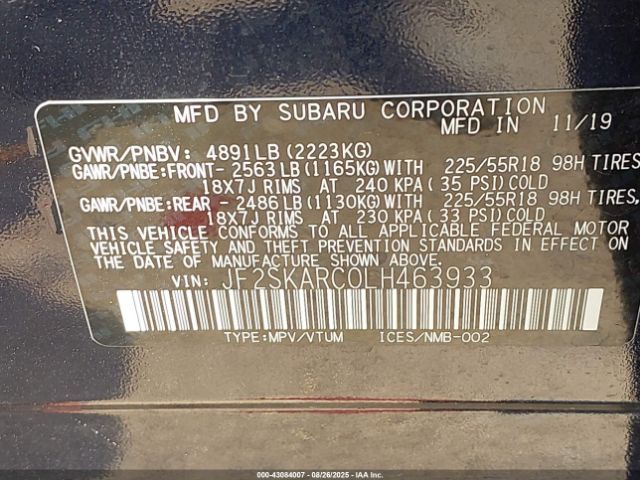 MFD BY SUBARU CORPORATION
MFD IN 11/19
GVWR/PNBV: 4891LB (2223KG)
GAWR/PNBE:FRONT- 2563LB(1165KG)WITH 225/55R18 98H TIRES,
18X7J RIMS AT 240 KPA( 35 PSI)COLD
GAWR/PNBE:REAR - 2486LB(1130KG)WITH 225/55R18 98H TIRES,
18X7J RIMS AT 230 KPA( 33 PSI)COLD
THIS VEHICLE CONFORMS TO ALL APPLICABLE FEDERAL MOTOR
VEHICLE SAFETY AND THEFT PREVENTION STANDARDS IN EFFECT ON
THE DATE OF MANUFACTURE SHOWN ABOVE.
VIN: JF2SKARC0LH463933
TYPE:MPV/VTUM ICES/NMB-002
000-43084007 - 08/26/2025 - IAAI.com